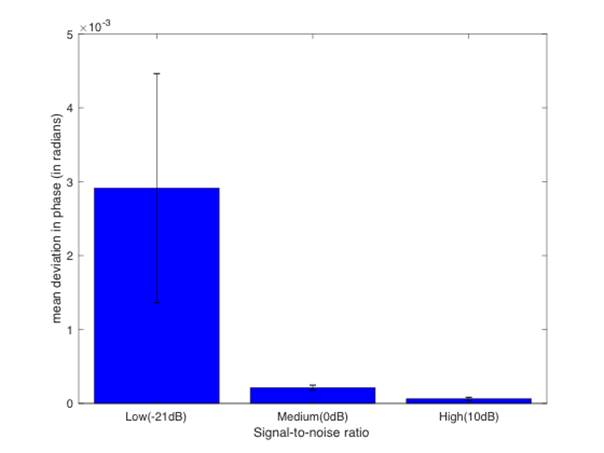 ×10-3
5
4
3
2
1
0
mean deviation in phase (in radians)
Low(-21dB) Medium(0dB) High(10dB)
Signal-to-noise ratio